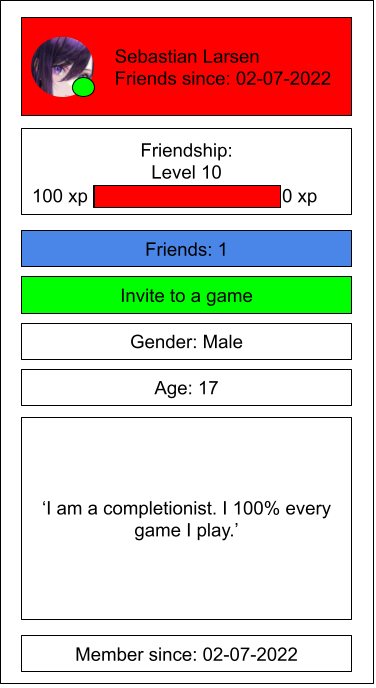 Sebastian Larsen
Friends since: 02-07-2022
Friendship:
Level 10
100 xp 0 xp
Friends: 1
Invite to a game
Gender: Male
Age: 17
‘I am a completionist. I 100% every
game I play.’
Member since: 02-07-2022